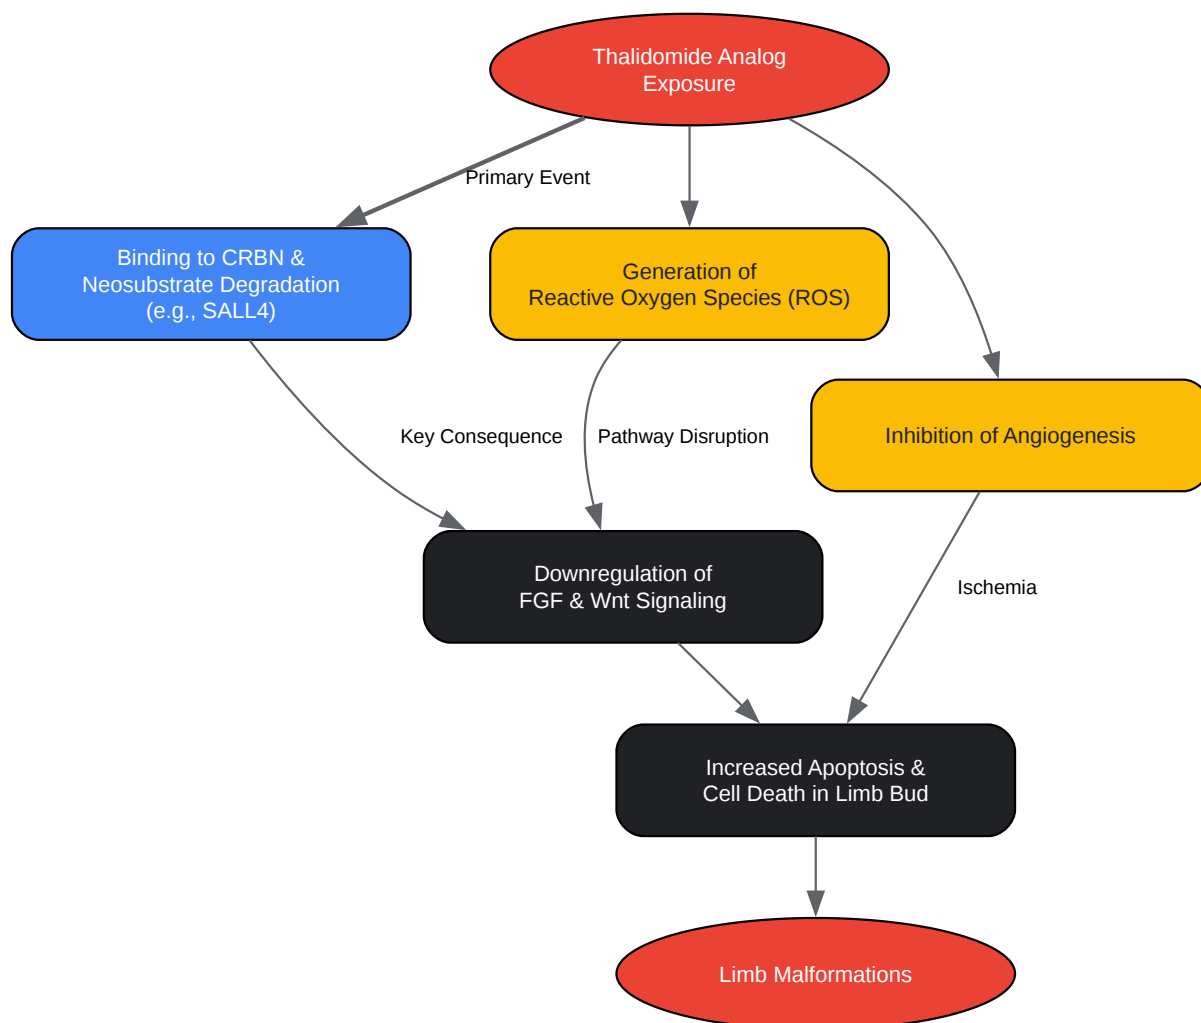 Thalidomide Analog
Exposure
Primary Event
Binding to CRBN &
Neosubstrate Degradation
(e.g., SALL4)
Generation of
Reactive Oxygen Species (ROS)
Inhibition of Angiogenesis
Key Consequence
Pathway Disruption
Downregulation of
FGF & Wnt Signaling
Ischemia
Increased Apoptosis &
Cell Death in Limb Bud
Limb Malformations